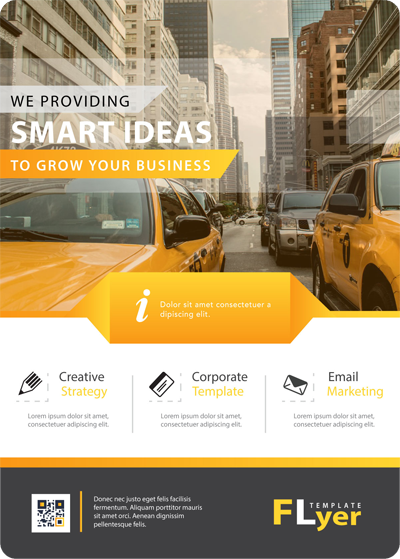 WE PROVIDING
SMART IDEAS
TO GROW YOUR BUSINESS
i
Dolor sit amet consectetuer a
dipiscing elit.
Creative
Strategy
Lorem ipsum dolor sit amet,
consectetuer adipiscing elit.
Corporate
Template
Lorem ipsum dolor sit amet,
consectetuer adipiscing elit.
Email
Marketing
Lorem ipsum dolor sit amet,
consectetuer adipiscing elit.
Donec nec justo eget felis facilisis
fermentum. Aliquam porttitor mauris
sit amet orci. Aenean dignissim
pellentesque felis.
TEMPLATE
FLyer